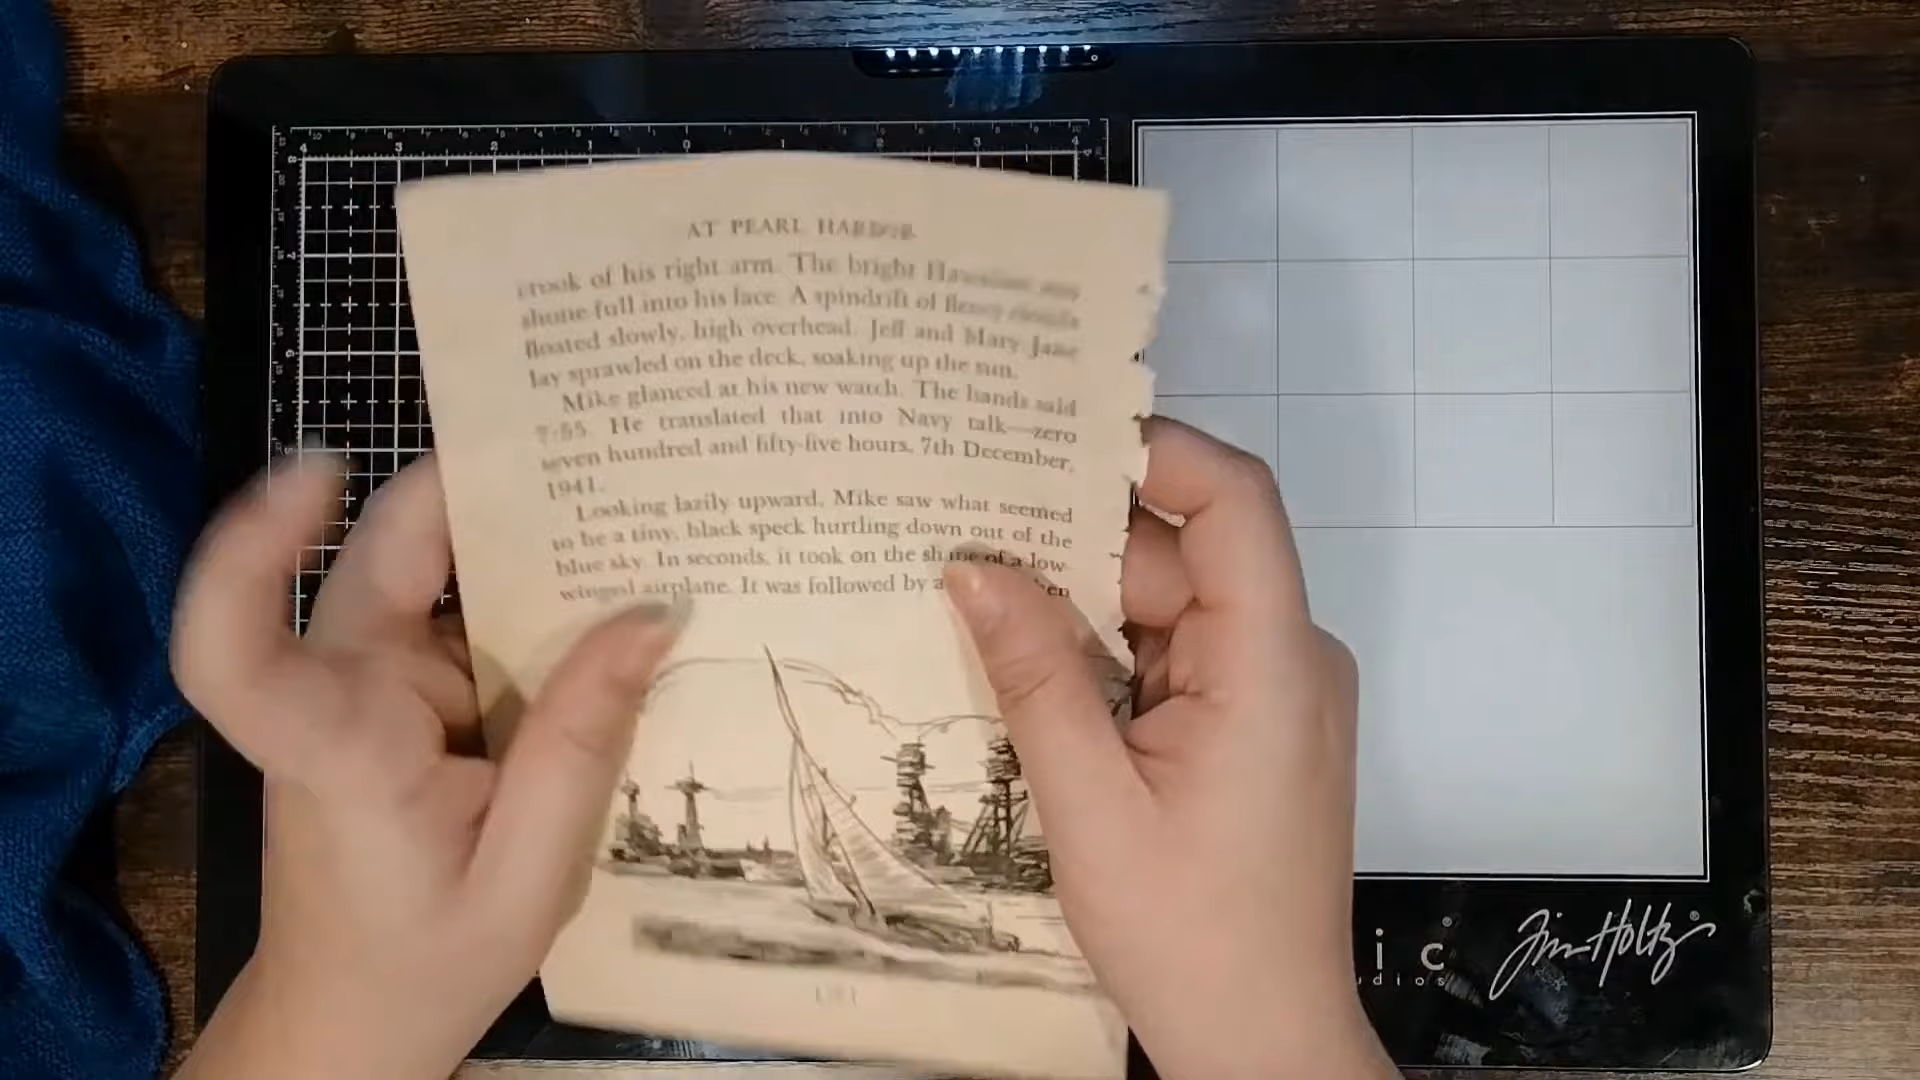 AT PEARL HARBOR
crook of his right arm. The bright Hawaiian sun
shone full into his face. A spindrift of fleecy clouds
floated slowly, high overhead. Jeff and Mary Jane
lay sprawled on the deck, soaking up the sun.
Mike glanced at his new watch. The hands said
7:55. He translated that into Navy talk—zero
seven hundred and fifty-five hours, 7th December,
1941.
Looking lazily upward, Mike saw what seemed
to be a tiny, black speck hurtling down out of the
blue sky. In seconds, it took on the shape of a low-
winged airplane. It was followed by a
Tim Holtz®